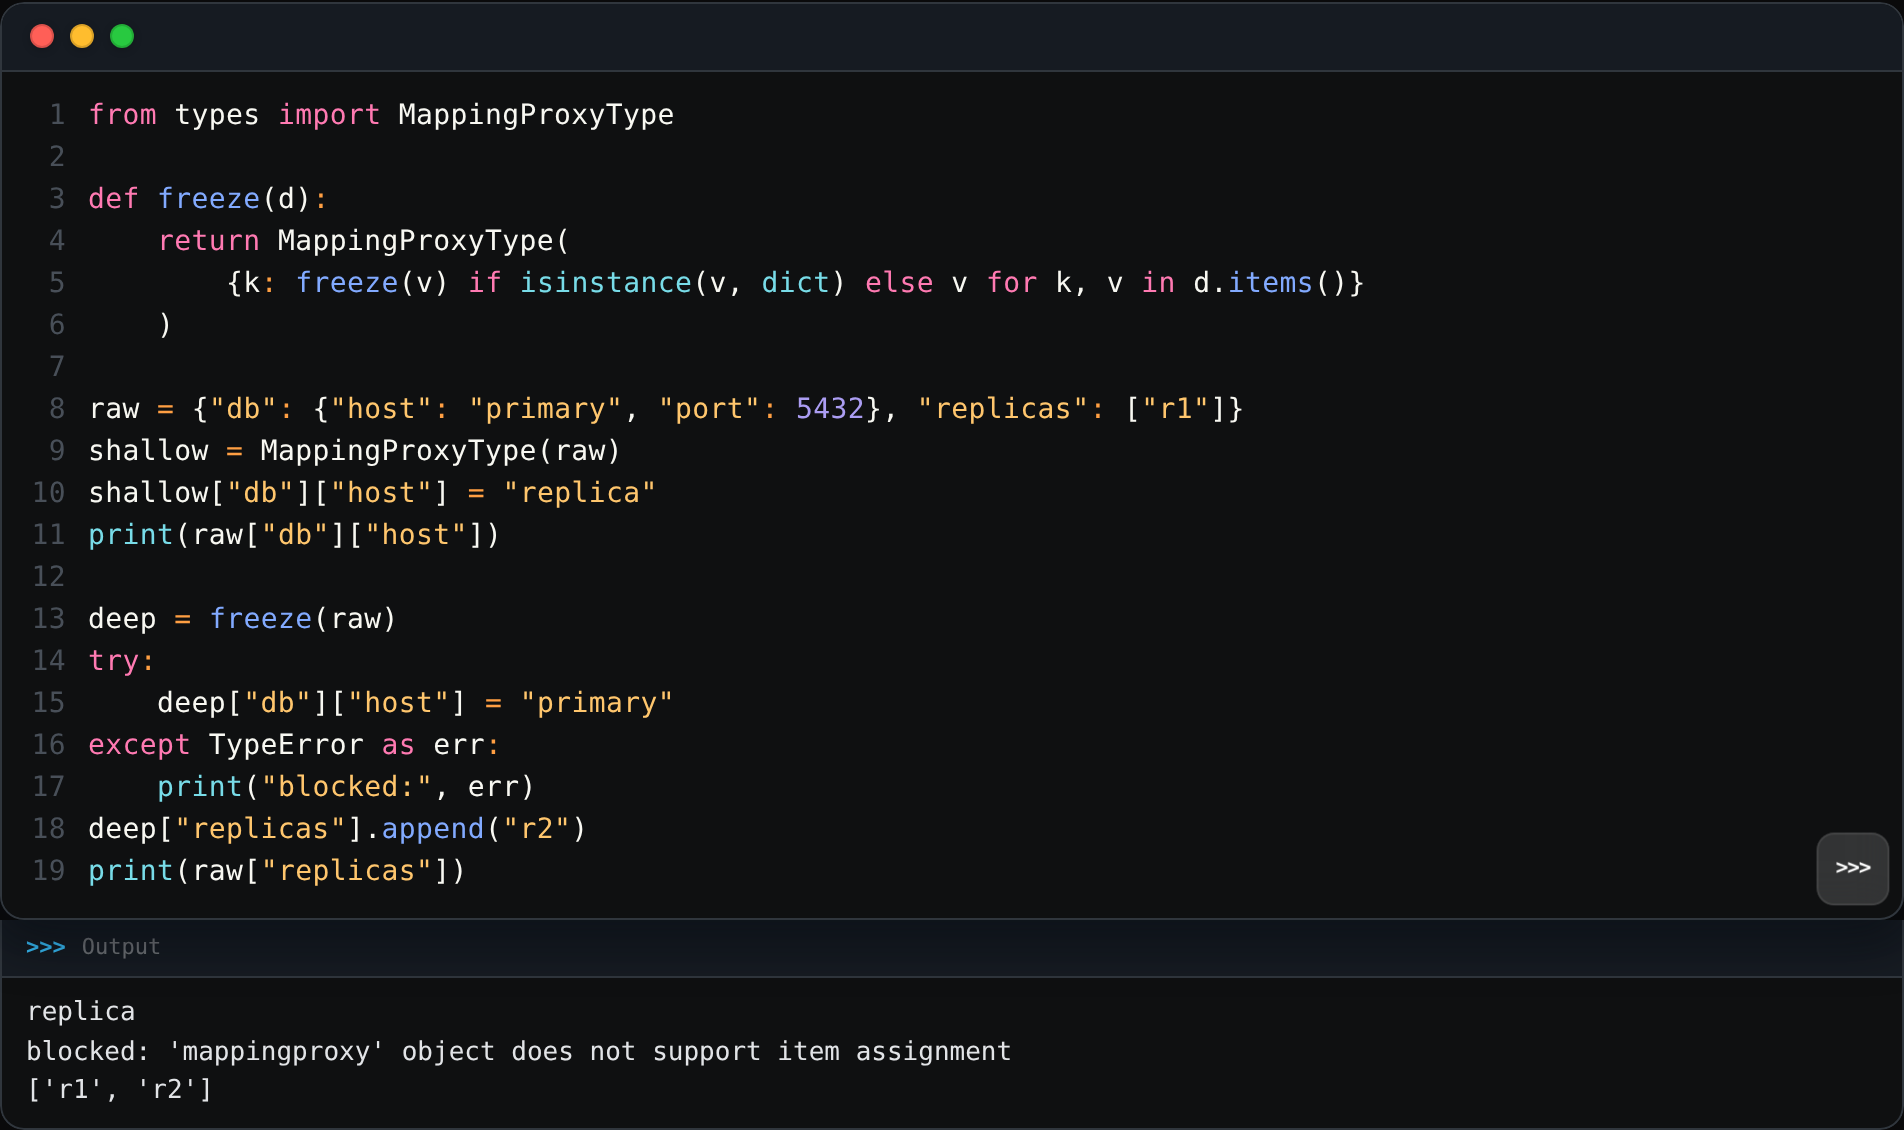 1 from types import MappingProxyType
2
3 def freeze(d):
4     return MappingProxyType(
5         {k: freeze(v) if isinstance(v, dict) else v for k, v in d.items()}
6     )
7
8 raw = {"db": {"host": "primary", "port": 5432}, "replicas": ["r1"]}
9 shallow = MappingProxyType(raw)
10 shallow["db"]["host"] = "replica"
11 print(raw["db"]["host"])
12
13 deep = freeze(raw)
14 try:
15     deep["db"]["host"] = "primary"
16 except TypeError as err:
17     print("blocked:", err)
18 deep["replicas"].append("r2")
19 print(raw["replicas"])
>>>
>>> Output
replica
blocked: 'mappingproxy' object does not support item assignment
['r1', 'r2']